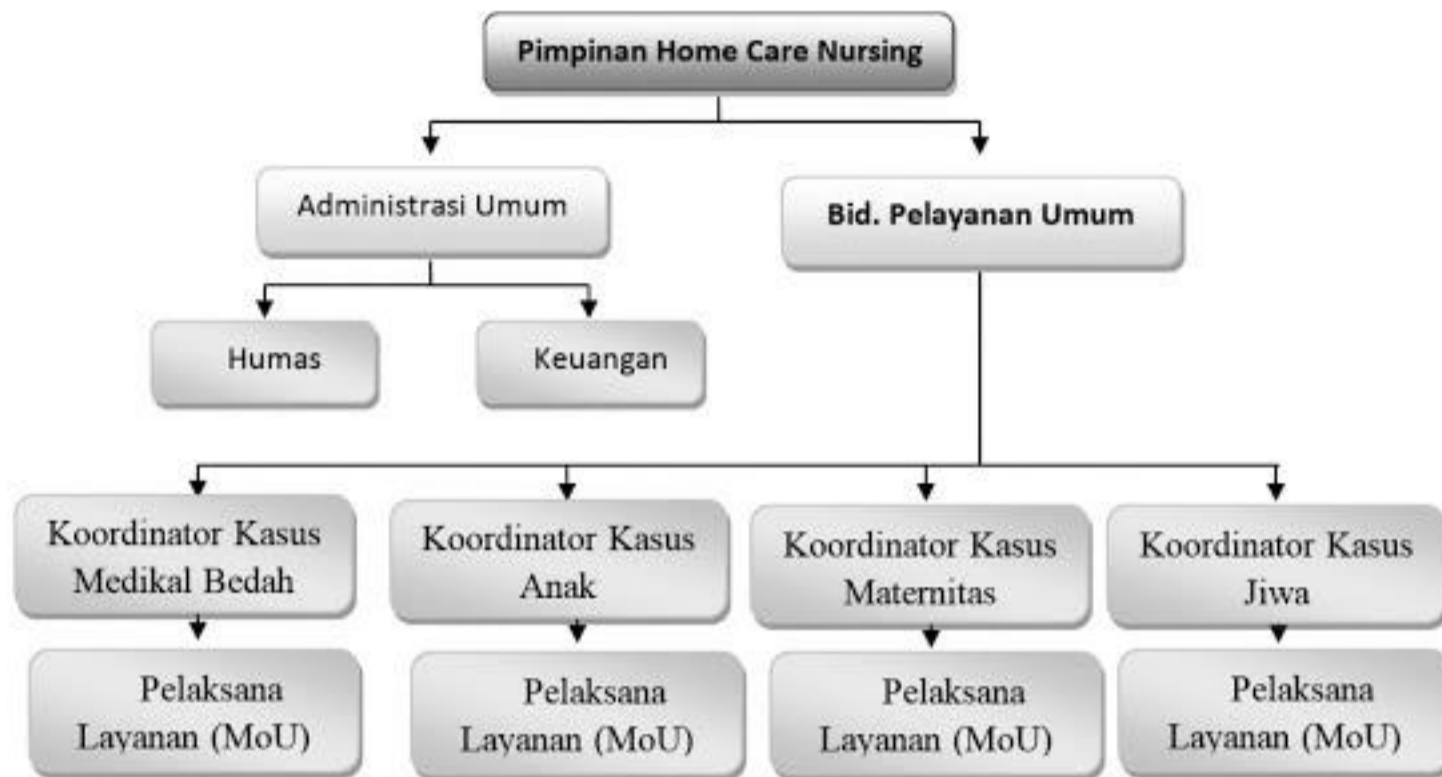 Pimpinan Home Care Nursing
Administrasi Umum
Bid. Pelayanan Umum
Humas
Keuangan
Koordinator Kasus
Medikal Bedah
Koordinator Kasus
Anak
Koordinator Kasus
Maternitas
Koordinator Kasus
Jiwa
Pelaksana
Layanan (MoU)
Pelaksana
Layanan (MoU)
Pelaksana
Layanan (MoU)
Pelaksana
Layanan (MoU)